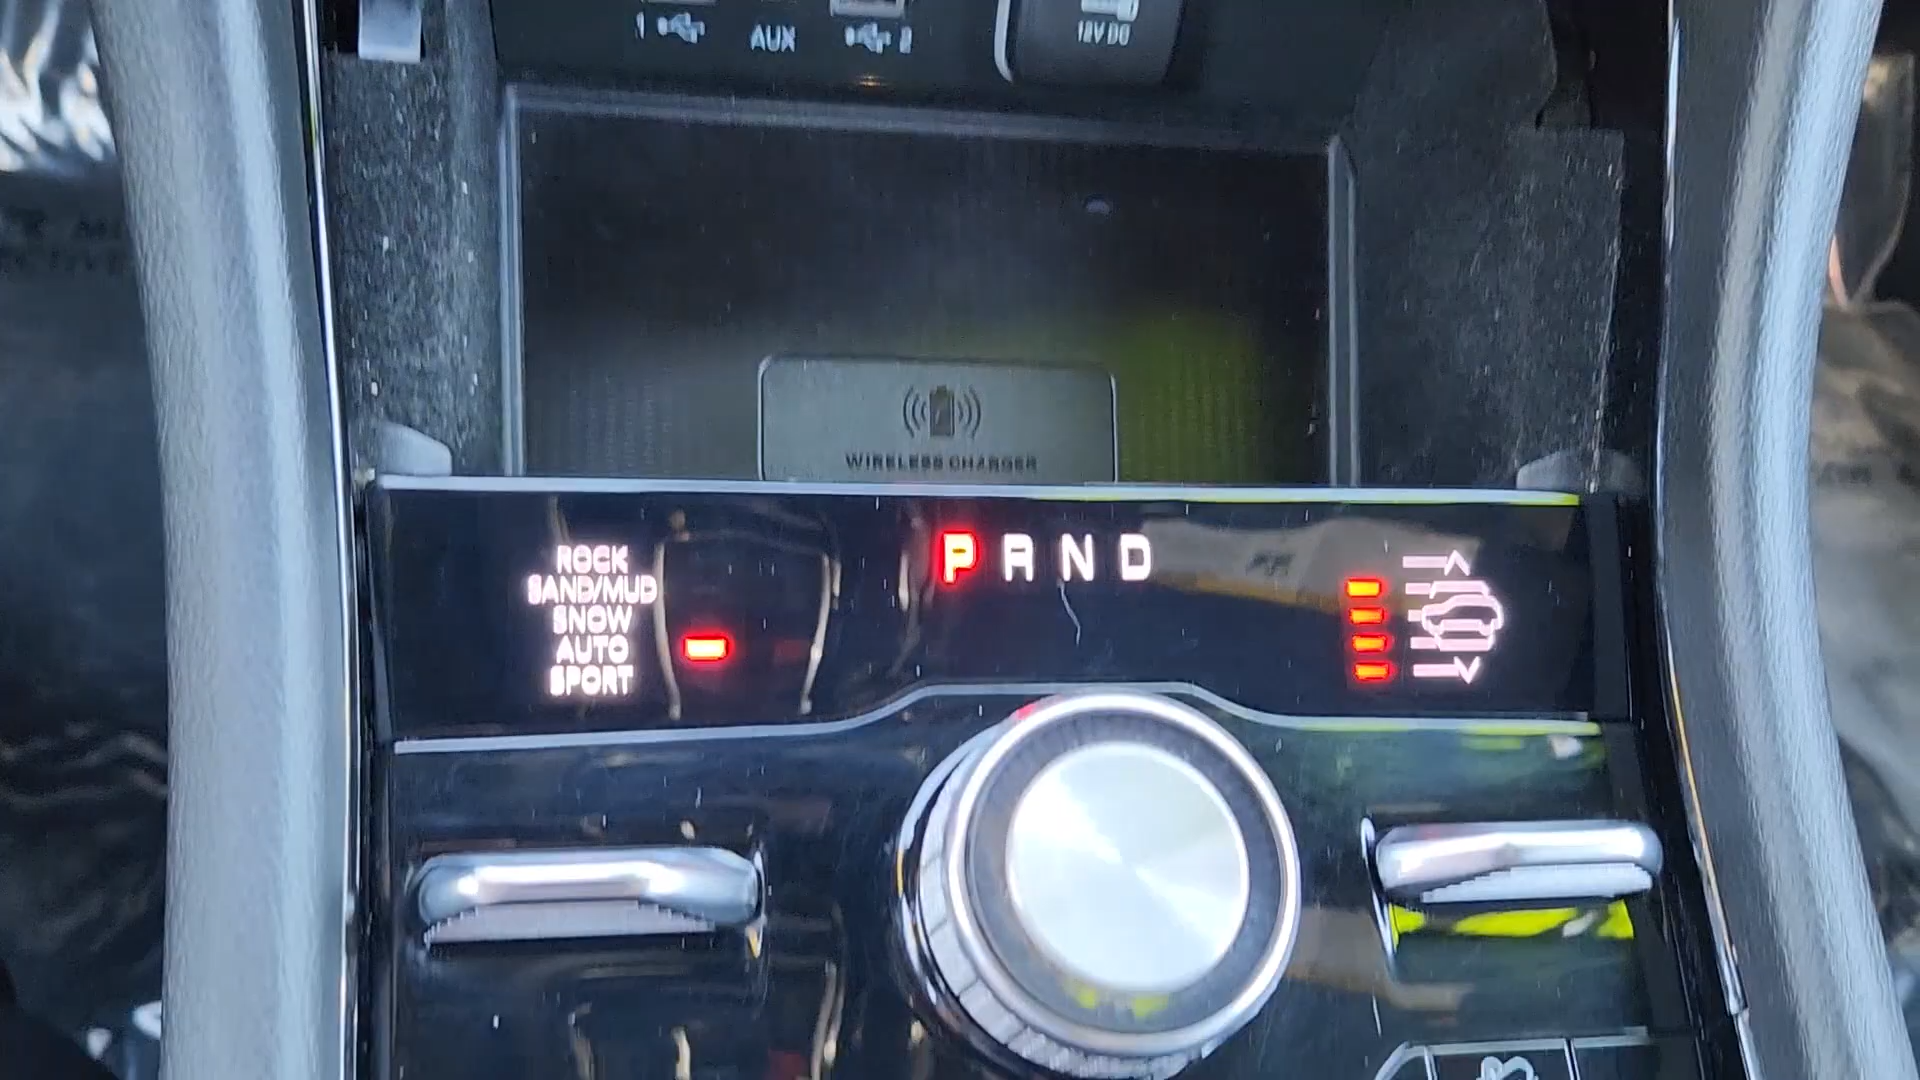 1 AUX 2
12V DC
WIRELESS CHARGER
P R N D
ROCK
SAND/MUD
SNOW
AUTO
SPORT